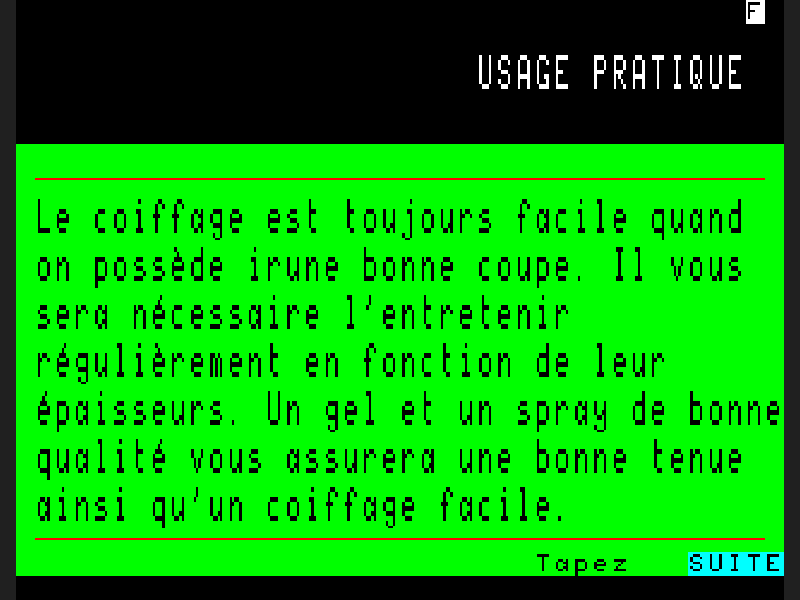 F
USAGE PRATIQUE
Le coiffage est toujours facile quand
on possède irune bonne coupe. Il vous
sera nécessaire l'entretenir
régulièrement en fonction de leur
épaisseurs. Un gel et un spray de bonne
qualité vous assurera une bonne tenue
ainsi qu'un coiffage facile.
Tapez SUITE